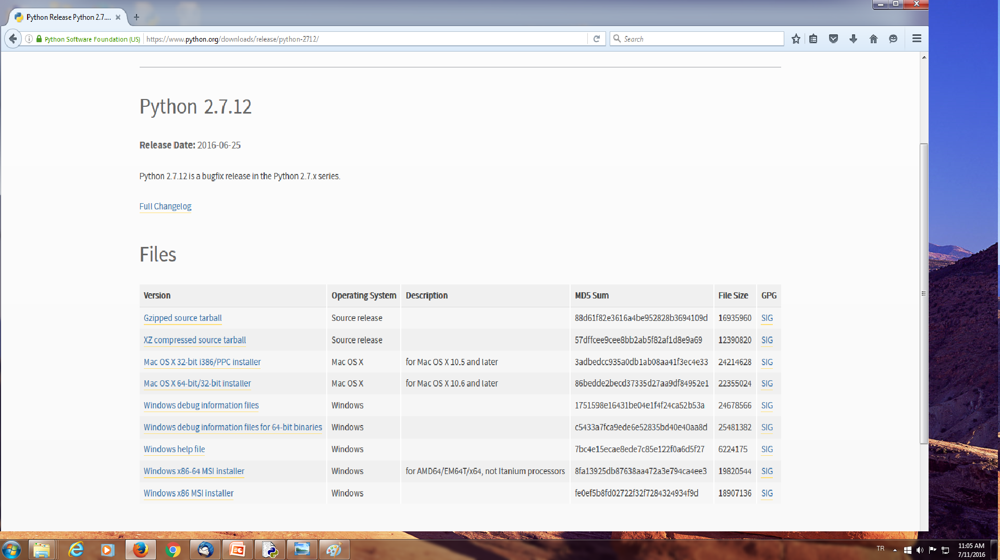 Python Release Python 2.7....
Python Software Foundation (US) https://www.python.org/downloads/release/python-2712/ Search
Python 2.7.12
Release Date: 2016-06-25
Python 2.7.12 is a bugfix release in the Python 2.7.x series.
Full Changelog
Files
Version Operating System Description MD5 Sum File Size GPG
Gzipped source tarball Source release 88d61f82e3616a4be952828b3694109d 16935960 SIG
XZ compressed source tarball Source release 57dffcee9cee8bb2ab5f82af1d8e9a69 12390820 SIG
Mac OS X 32-bit i386/PPC installer Mac OS X for Mac OS X 10.5 and later 3adbedcc935a0db1ab08aa41f3ec4e33 24214628 SIG
Mac OS X 64-bit/32-bit installer Mac OS X for Mac OS X 10.6 and later 86bedde2becd37335d27aa9df84952e1 22355024 SIG
Windows debug information files Windows 1751598e16431be04e1f4f24ca52b53a 24678566 SIG
Windows debug information files for 64-bit binaries Windows c5433a7fca9ede6e52835bd40e40aa8d 25481382 SIG
Windows help file Windows 7bc4e15ecae8ede7c85e122f0a6d5f27 6224175 SIG
Windows x86-64 MSI installer Windows for AMD64/EM64T/x64, not Itanium processors 8fa13925db87638aa472a3e794ca4ee3 19820544 SIG
Windows x86 MSI installer Windows fe0ef5b8fd02722f32f7284324934f9d 18907136 SIG
TR 11:05 AM
7/11/2016